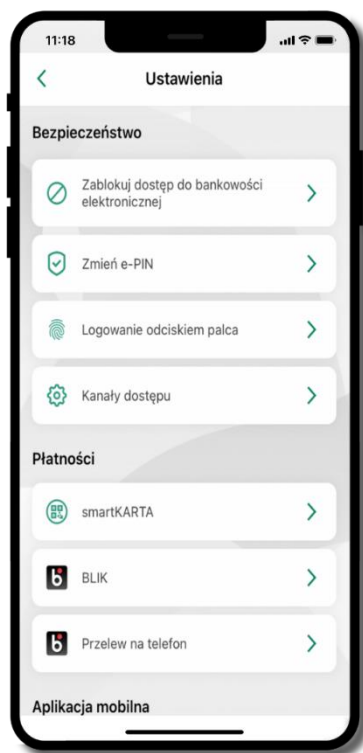 11:18
Ustawienia
Bezpieczeństwo
Zablokuj dostęp do bankowości
elektronicznej
Zmień e-PIN
Logowanie odciskiem palca
Kanały dostępu
Płatności
smartKARTA
BLIK
Przelew na telefon
Aplikacja mobilna